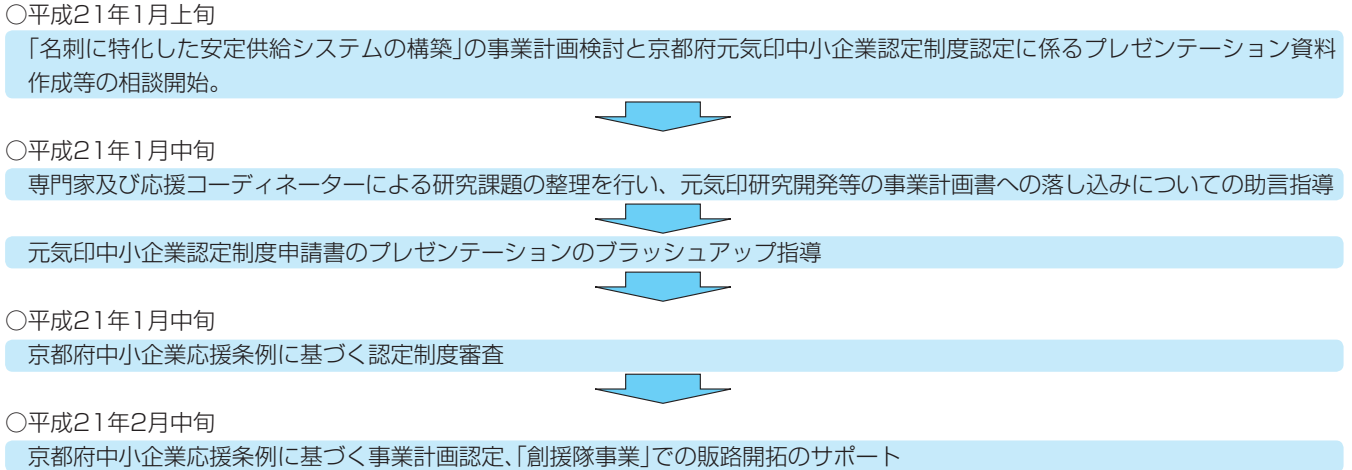 ○平成21年1月上旬
「名刺に特化した安定供給システムの構築」の事業計画検討と京都府元気印中小企業認定制度認定に係るプレゼンテーション資料
作成等の相談開始。
○平成21年1月中旬
専門家及び応援コーディネーターによる研究課題の整理を行い、元気印研究開発等の事業計画書への落し込みについての助言指導
元気印中小企業認定制度申請書のプレゼンテーションのブラッシュアップ指導
○平成21年1月中旬
京都府中小企業応援条例に基づく認定制度審査
○平成21年2月中旬
京都府中小企業応援条例に基づく事業計画認定、「創援隊事業」での販路開拓のサポート